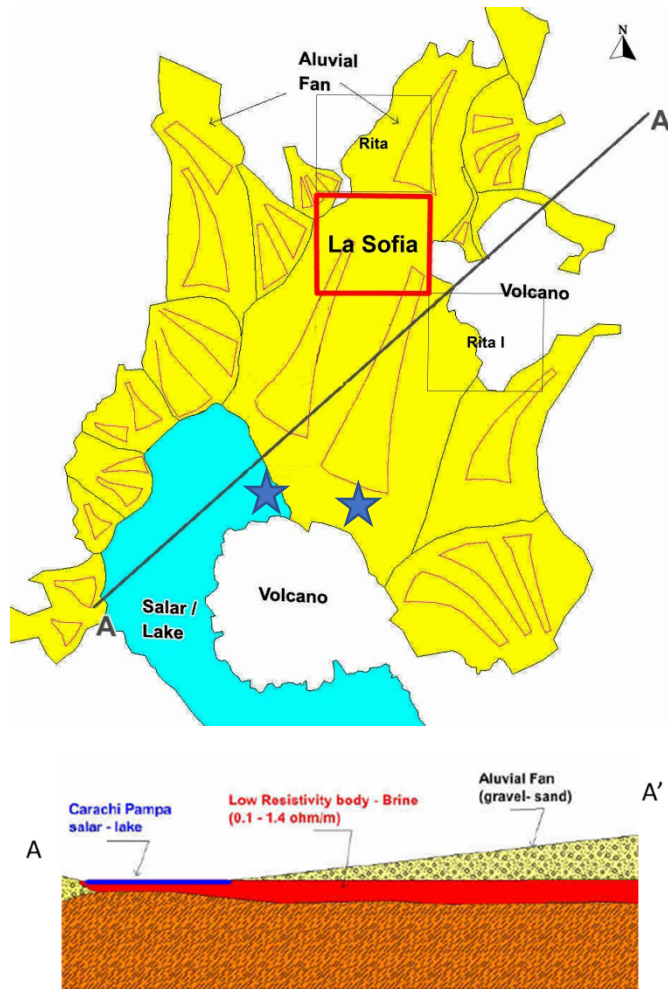 N
Aluvial
Fan
A
Rita
La Sofia
Volcano
Rita I
Volcano
Salar /
Lake
A
Aluvial Fan
(gravel- sand)
A'
Low Resistivity body - Brine
(0.1 - 1.4 ohm/m)
Carachi Pampa
salar - lake
A